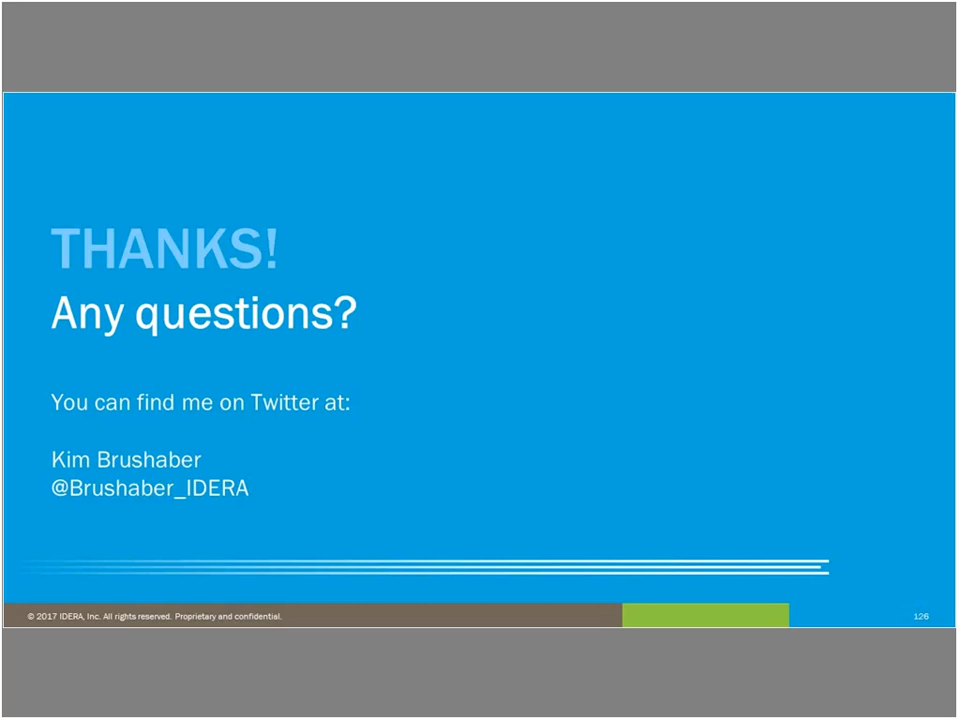 THANKS!
Any questions?
You can find me on Twitter at:
Kim Brushaber
@Brushaber_IDERA
© 2017 IDERA, Inc. All rights reserved. Proprietary and confidential.
126